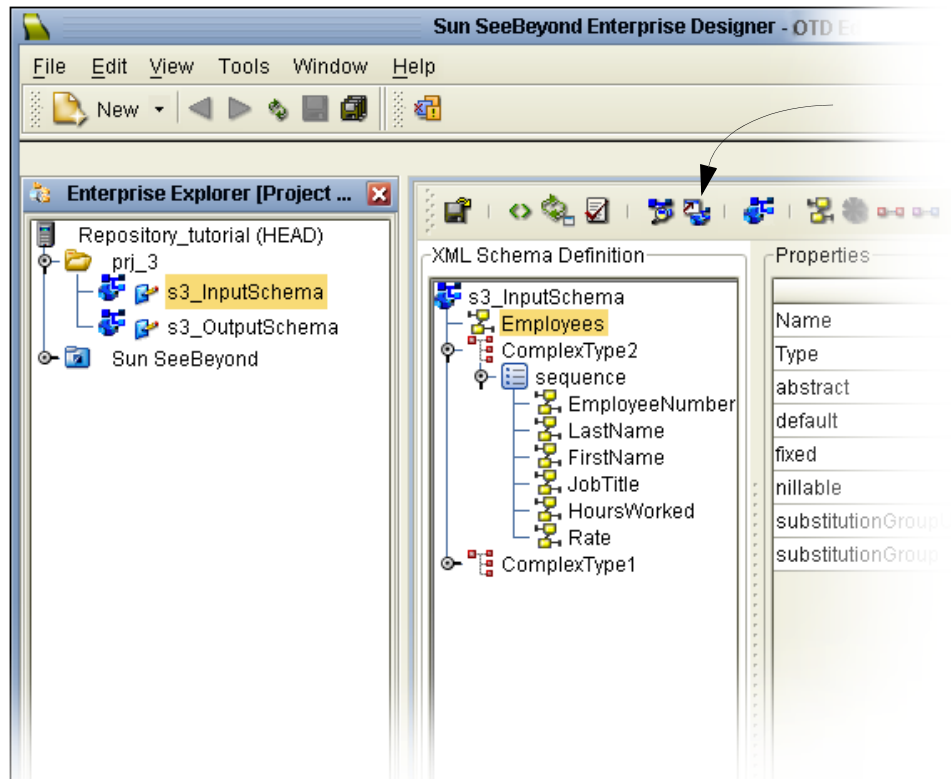 Sun SeeBeyond Enterprise Designer - OTD
File Edit View Tools Window Help
New
Enterprise Explorer [Project ...
Repository_tutorial (HEAD)
prj_3
s3_InputSchema
s3_OutputSchema
Sun SeeBeyond
XML Schema Definition
s3_InputSchema
Employees
ComplexType2
sequence
EmployeeNumber
LastName
FirstName
JobTitle
HoursWorked
Rate
ComplexType1
Properties
Name
Type
abstract
default
fixed
nillable
substitutionGroup
substitutionGroup